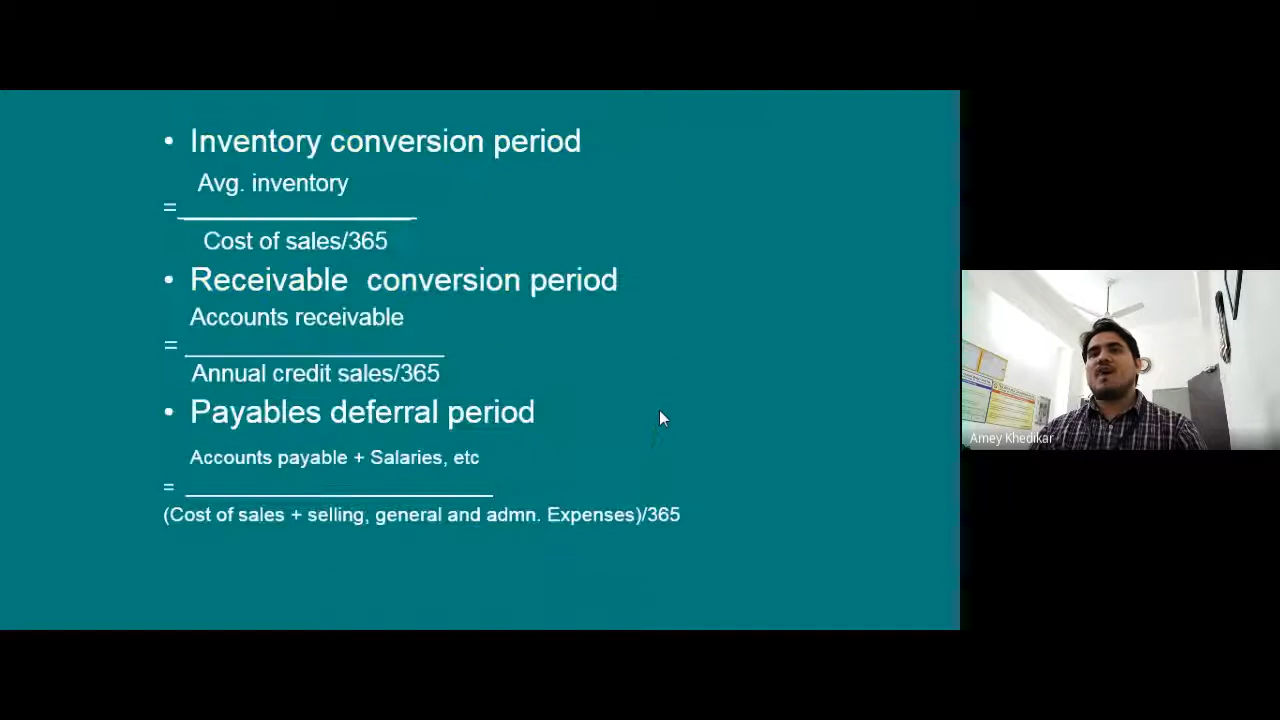 • Inventory conversion period
Avg. inventory
=
Cost of sales/365
• Receivable conversion period
Accounts receivable
=
Annual credit sales/365
• Payables deferral period
Accounts payable + Salaries, etc
=
(Cost of sales + selling, general and admn. Expenses)/365
Amey Khedikar